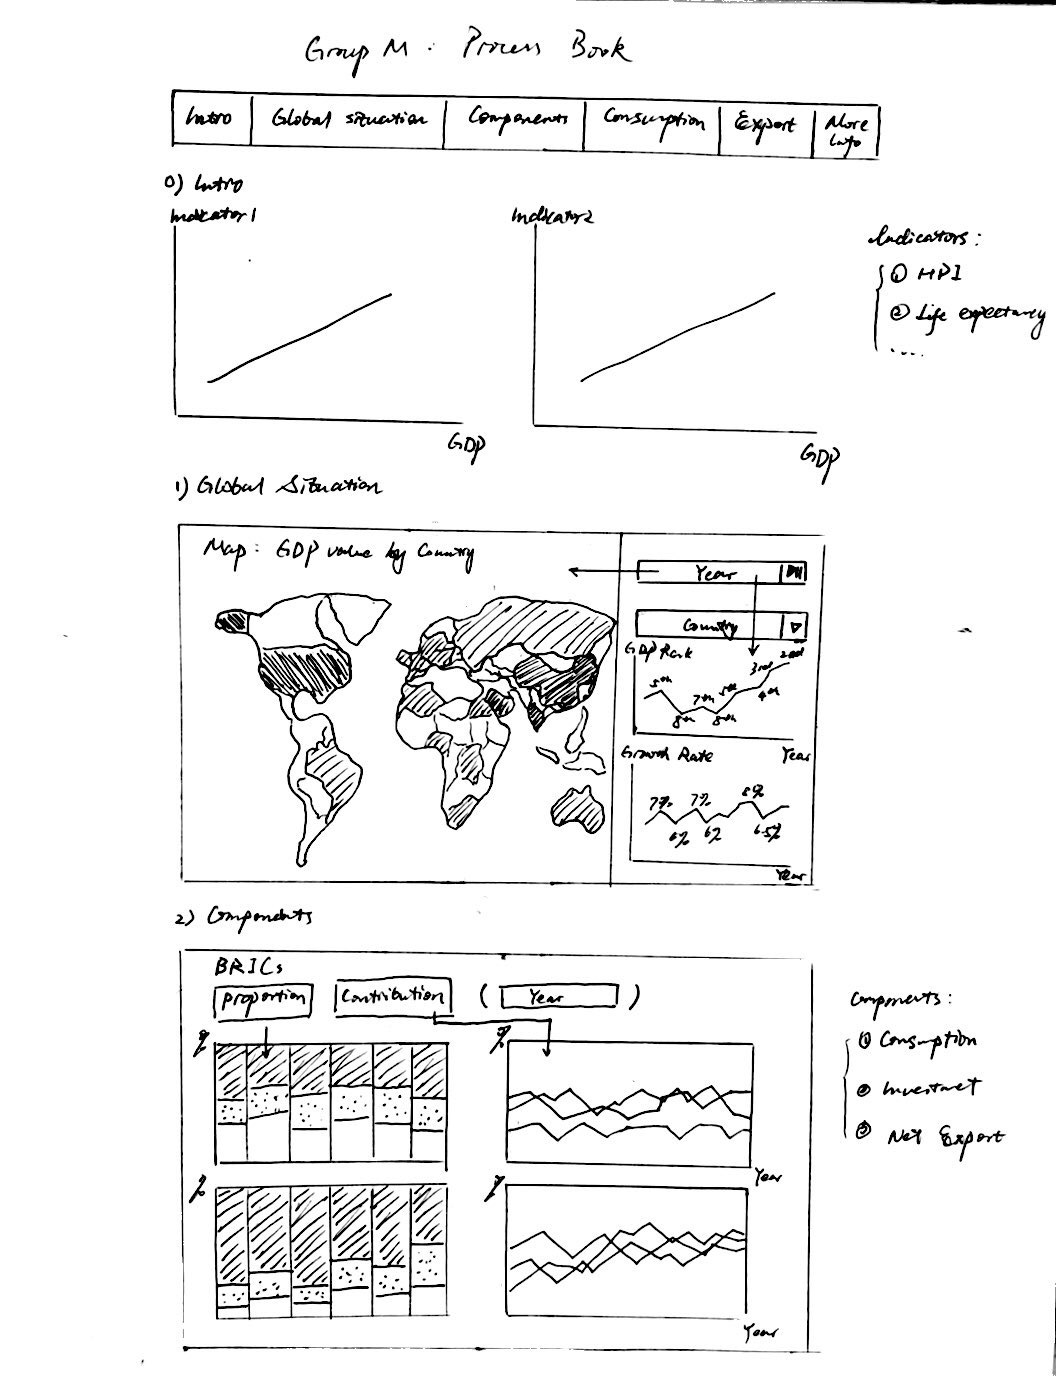 Group M : Process Book
Intro
Global situation
Components
Consumption
Export
More
Info
0) Intro
Indicator 1
GDP
Indicator 2
GDP
Indicators :
① HPI
② Life expectancy
....
1) Global Situation
Map : GDP value by Country
Year
Country
GDP Rank
5th
8th
7th
8th
5th
3rd
4th
2nd
Year
Growth Rate
7%
6%
7%
6%
8%
6.5%
Year
2) Components
BRICs
proportion
Contribution
( Year )
%
%
Year
%
%
Year
Components :
① Consumption
② Investment
③ Net Export